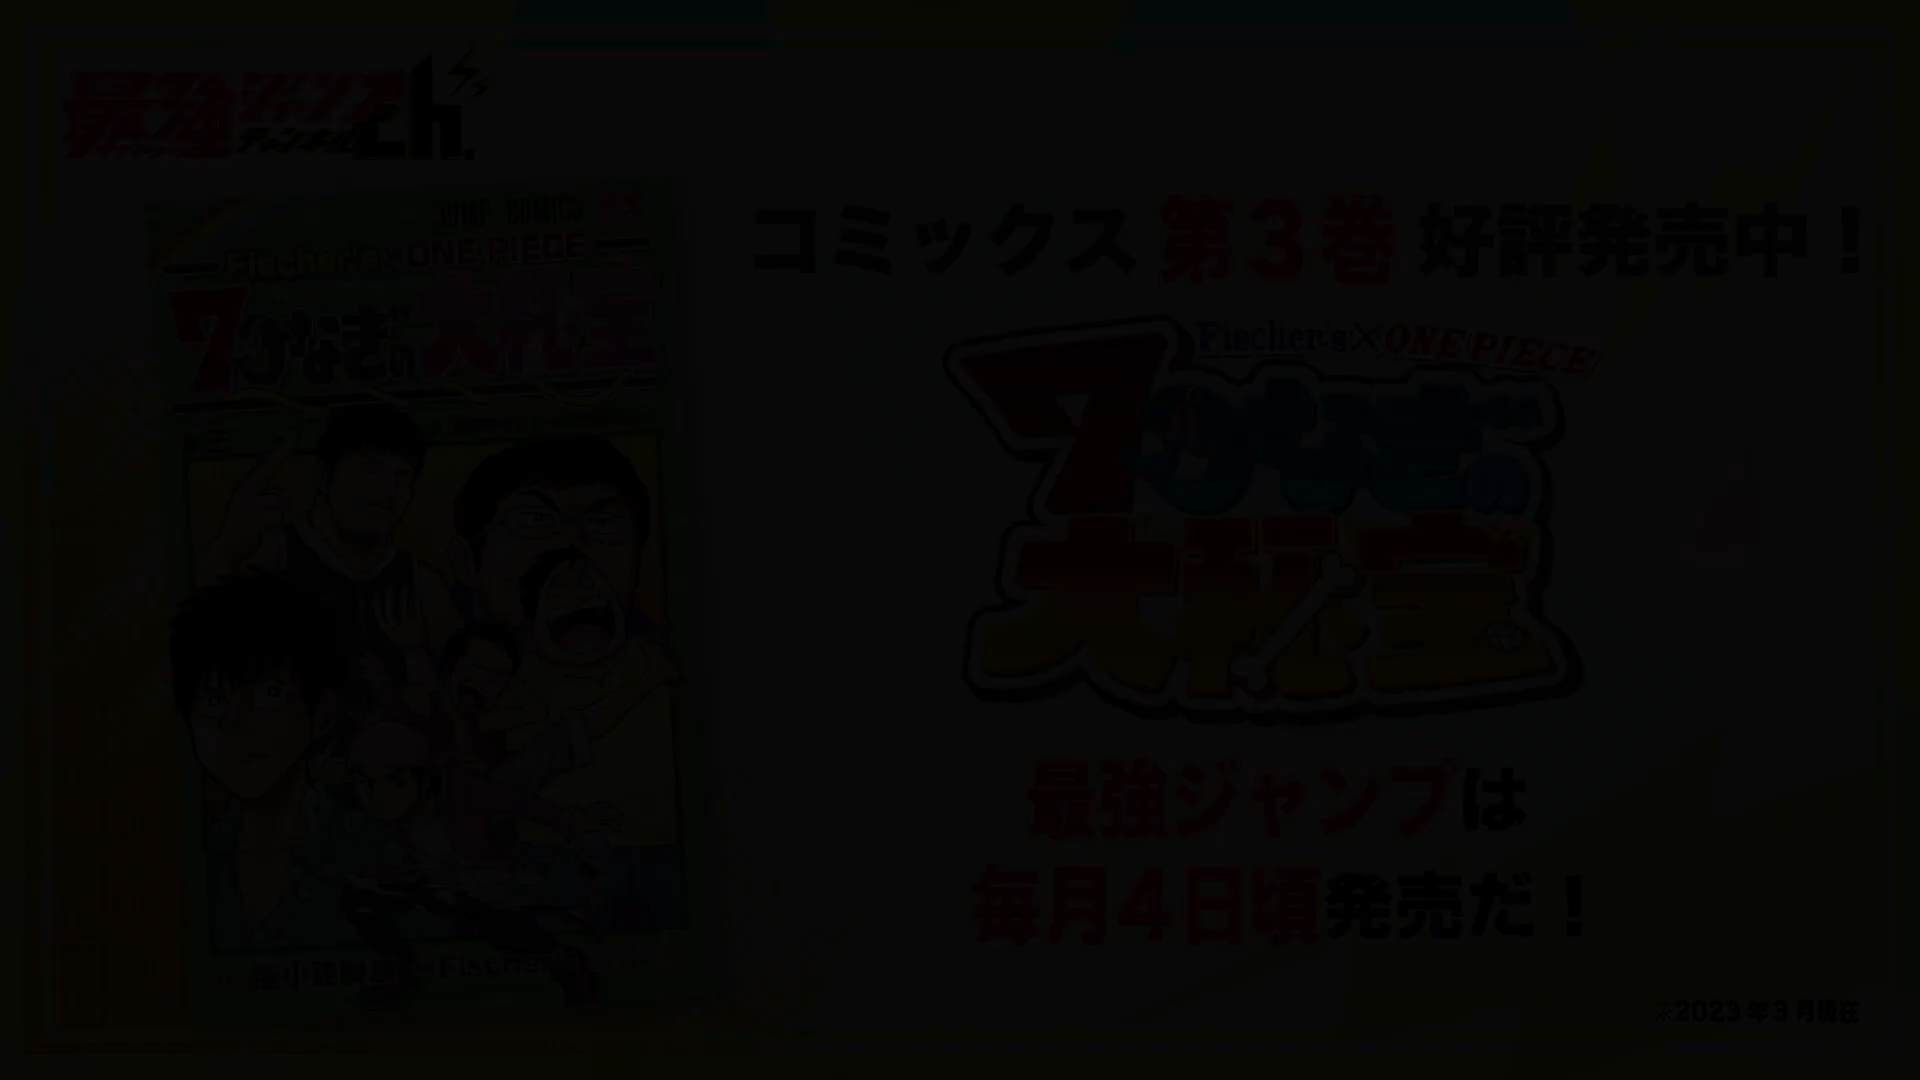 最強ジャンプch.
チャンネル
コミックス 第3巻 好評発売中！
JUMP COMICS
Fischer's×ONE PIECE
7つなぎの大秘宝
Fischer's×ONE PIECE
7つなぎの大秘宝
最強ジャンプは
毎月4日頃発売だ！
※2023年3月現在